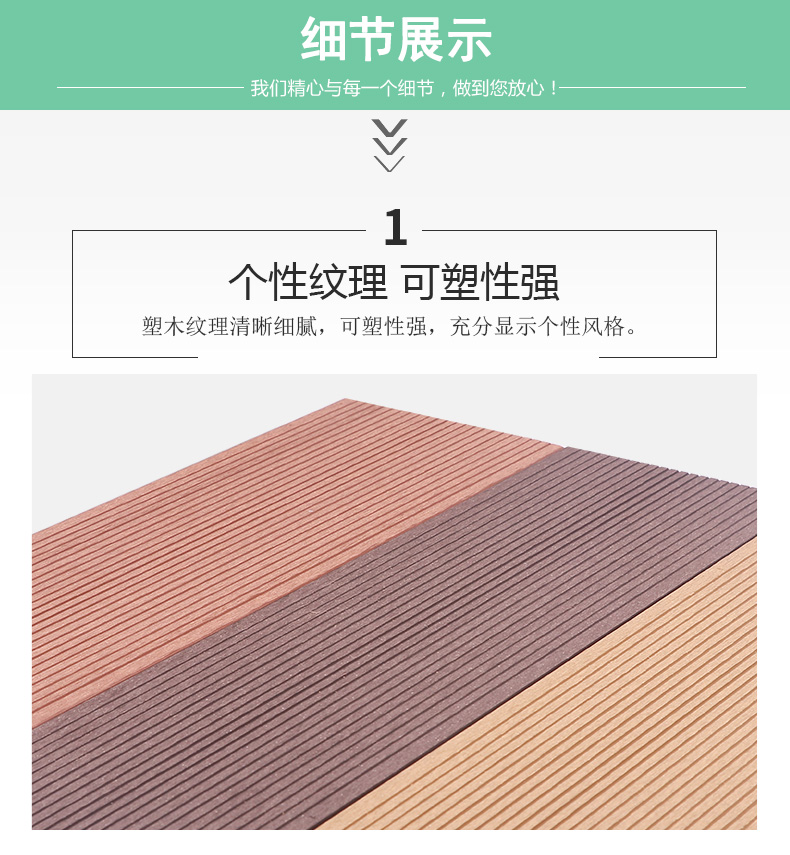 细节展示
我们精心与每一个细节，做到您放心！
1
个性纹理 可塑性强
塑木纹理清晰细腻，可塑性强，充分显示个性风格。